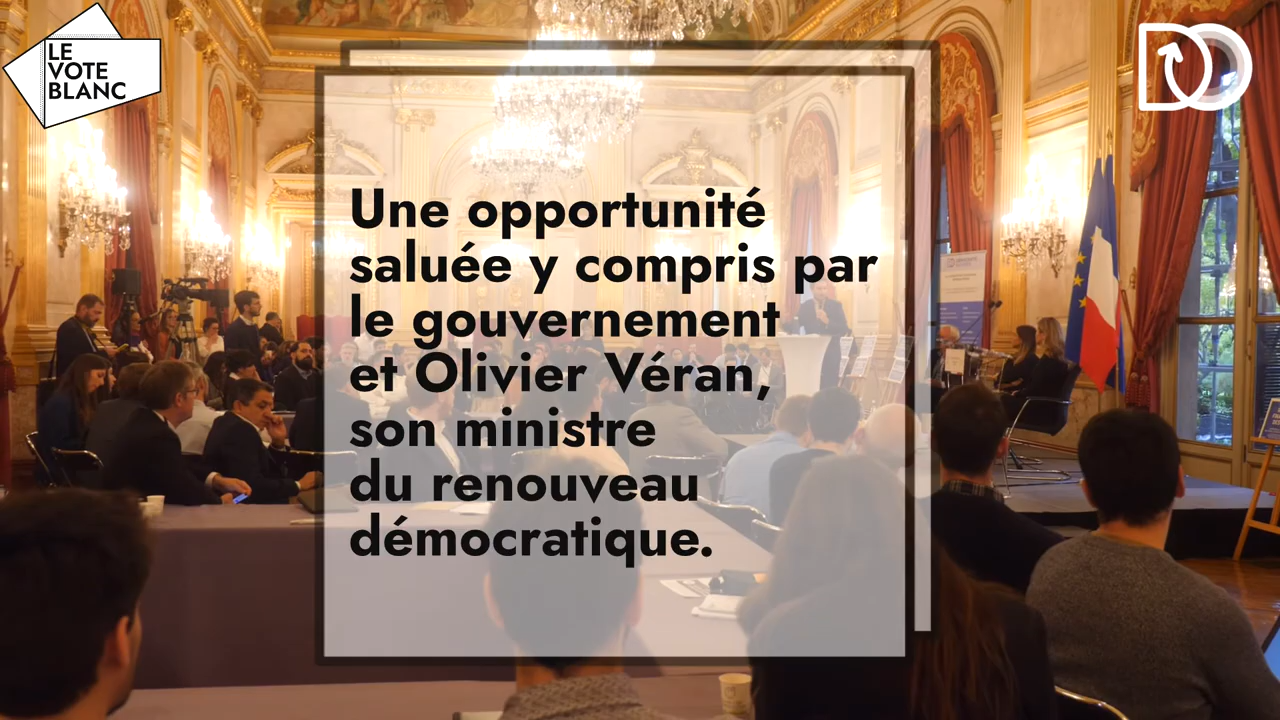 LE
VOTE
BLANC
Une opportunité
saluée y compris par
le gouvernement
et Olivier Véran,
son ministre
du renouveau
démocratique.